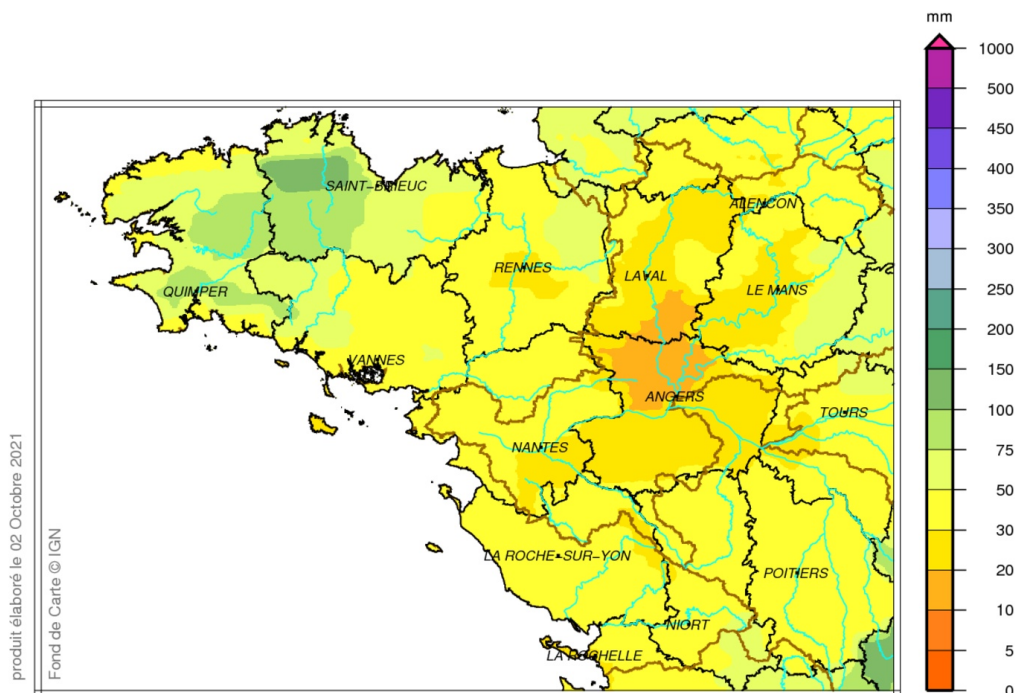 mm
1000
500
450
400
350
300
250
200
150
100
75
50
30
20
10
5
0
SAINT-BRIEUC
ALENCON
RENNES
LAVAL
QUIMPER
LE MANS
VANNES
ANGERS
TOURS
NANTES
LA ROCHE-SUR-YON
POITIERS
NIORT
LA ROCHELLE
produit élaboré le 02 Octobre 2021
Fond de Carte © IGN